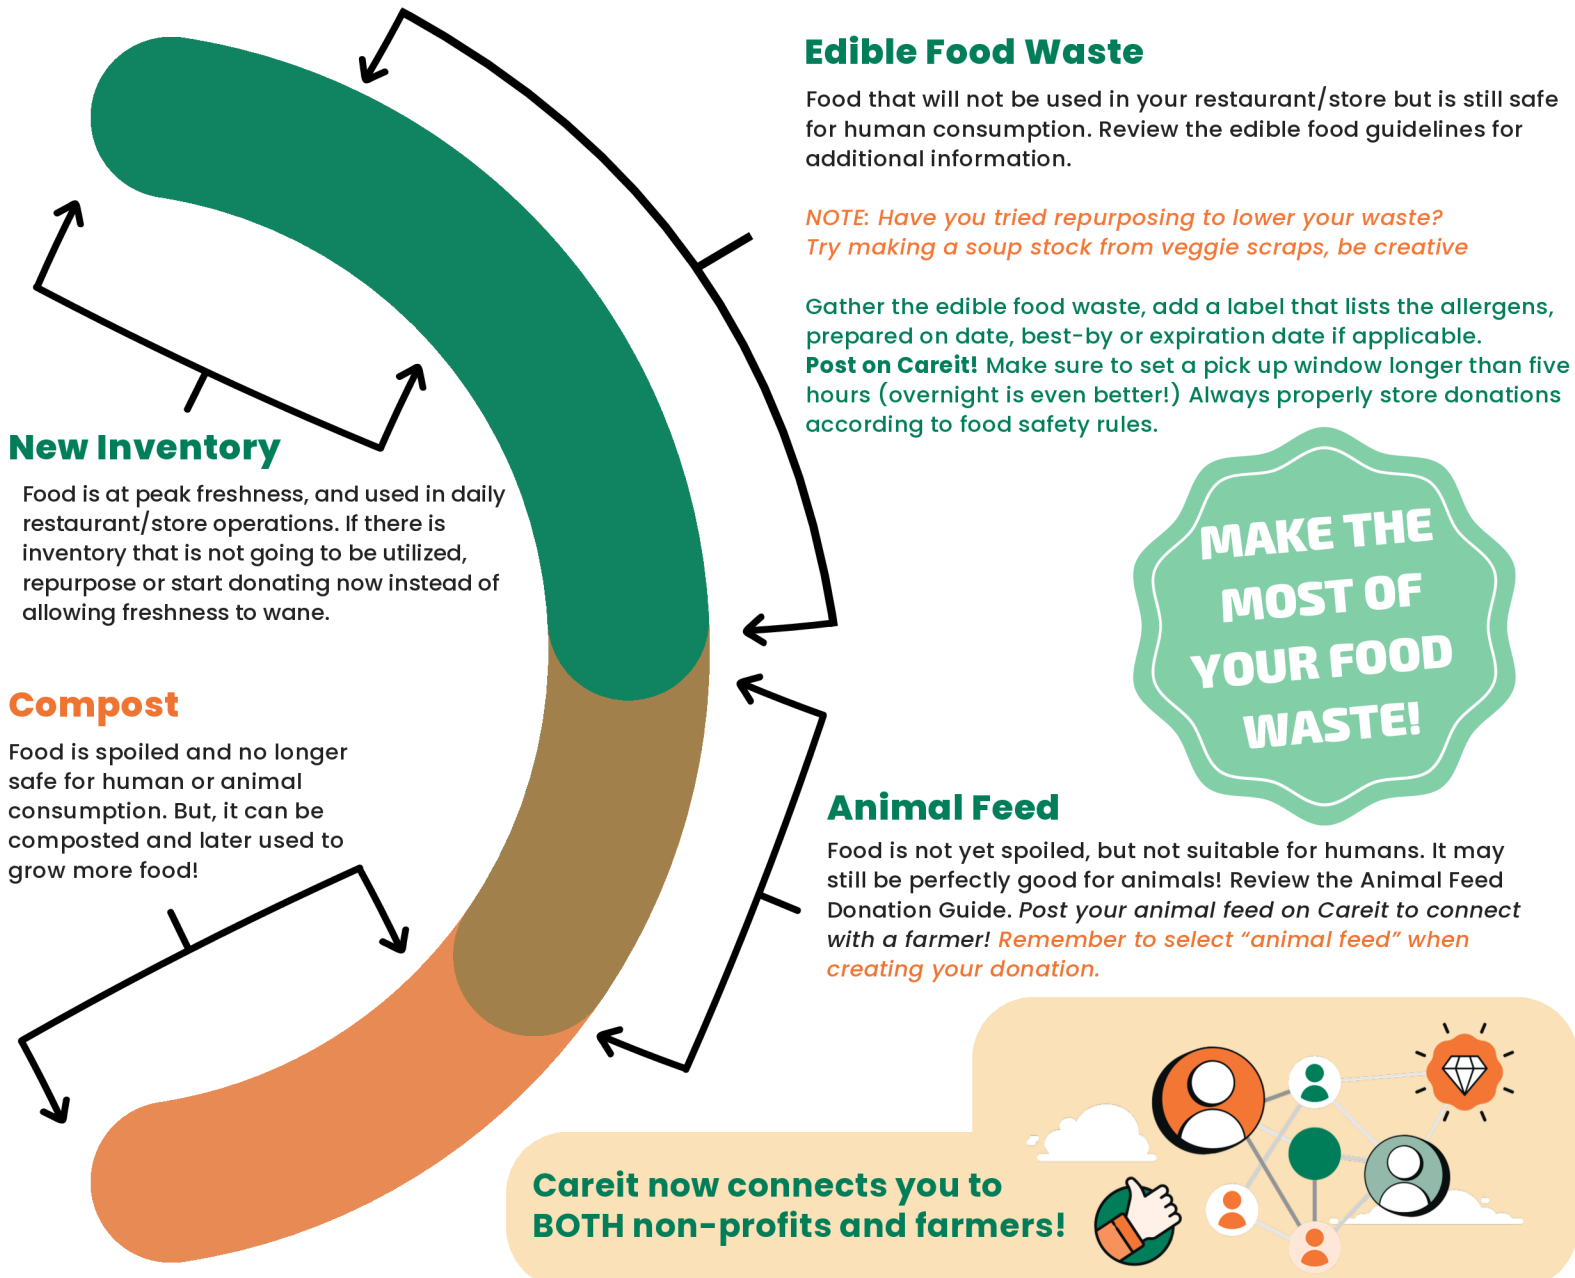 Edible Food Waste
Food that will not be used in your restaurant/store but is still safe
for human consumption. Review the edible food guidelines for
additional information.
NOTE: Have you tried repurposing to lower your waste?
Try making a soup stock from veggie scraps, be creative
Gather the edible food waste, add a label that lists the allergens,
prepared on date, best-by or expiration date if applicable.
Post on Careit! Make sure to set a pick up window longer than five
hours (overnight is even better!) Always properly store donations
according to food safety rules.
New Inventory
Food is at peak freshness, and used in daily
restaurant/store operations. If there is
inventory that is not going to be utilized,
repurpose or start donating now instead of
allowing freshness to wane.
MAKE THE
MOST OF
YOUR FOOD
WASTE!
Compost
Food is spoiled and no longer
safe for human or animal
consumption. But, it can be
composted and later used to
grow more food!
Animal Feed
Food is not yet spoiled, but not suitable for humans. It may
still be perfectly good for animals! Review the Animal Feed
Donation Guide. Post your animal feed on Careit to connect
with a farmer! Remember to select “animal feed” when
creating your donation.
Careit now connects you to
BOTH non-profits and farmers!